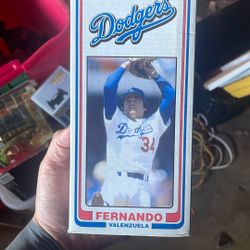 Dodgers
Dodgers
34
FERNANDO
VALENZUELA